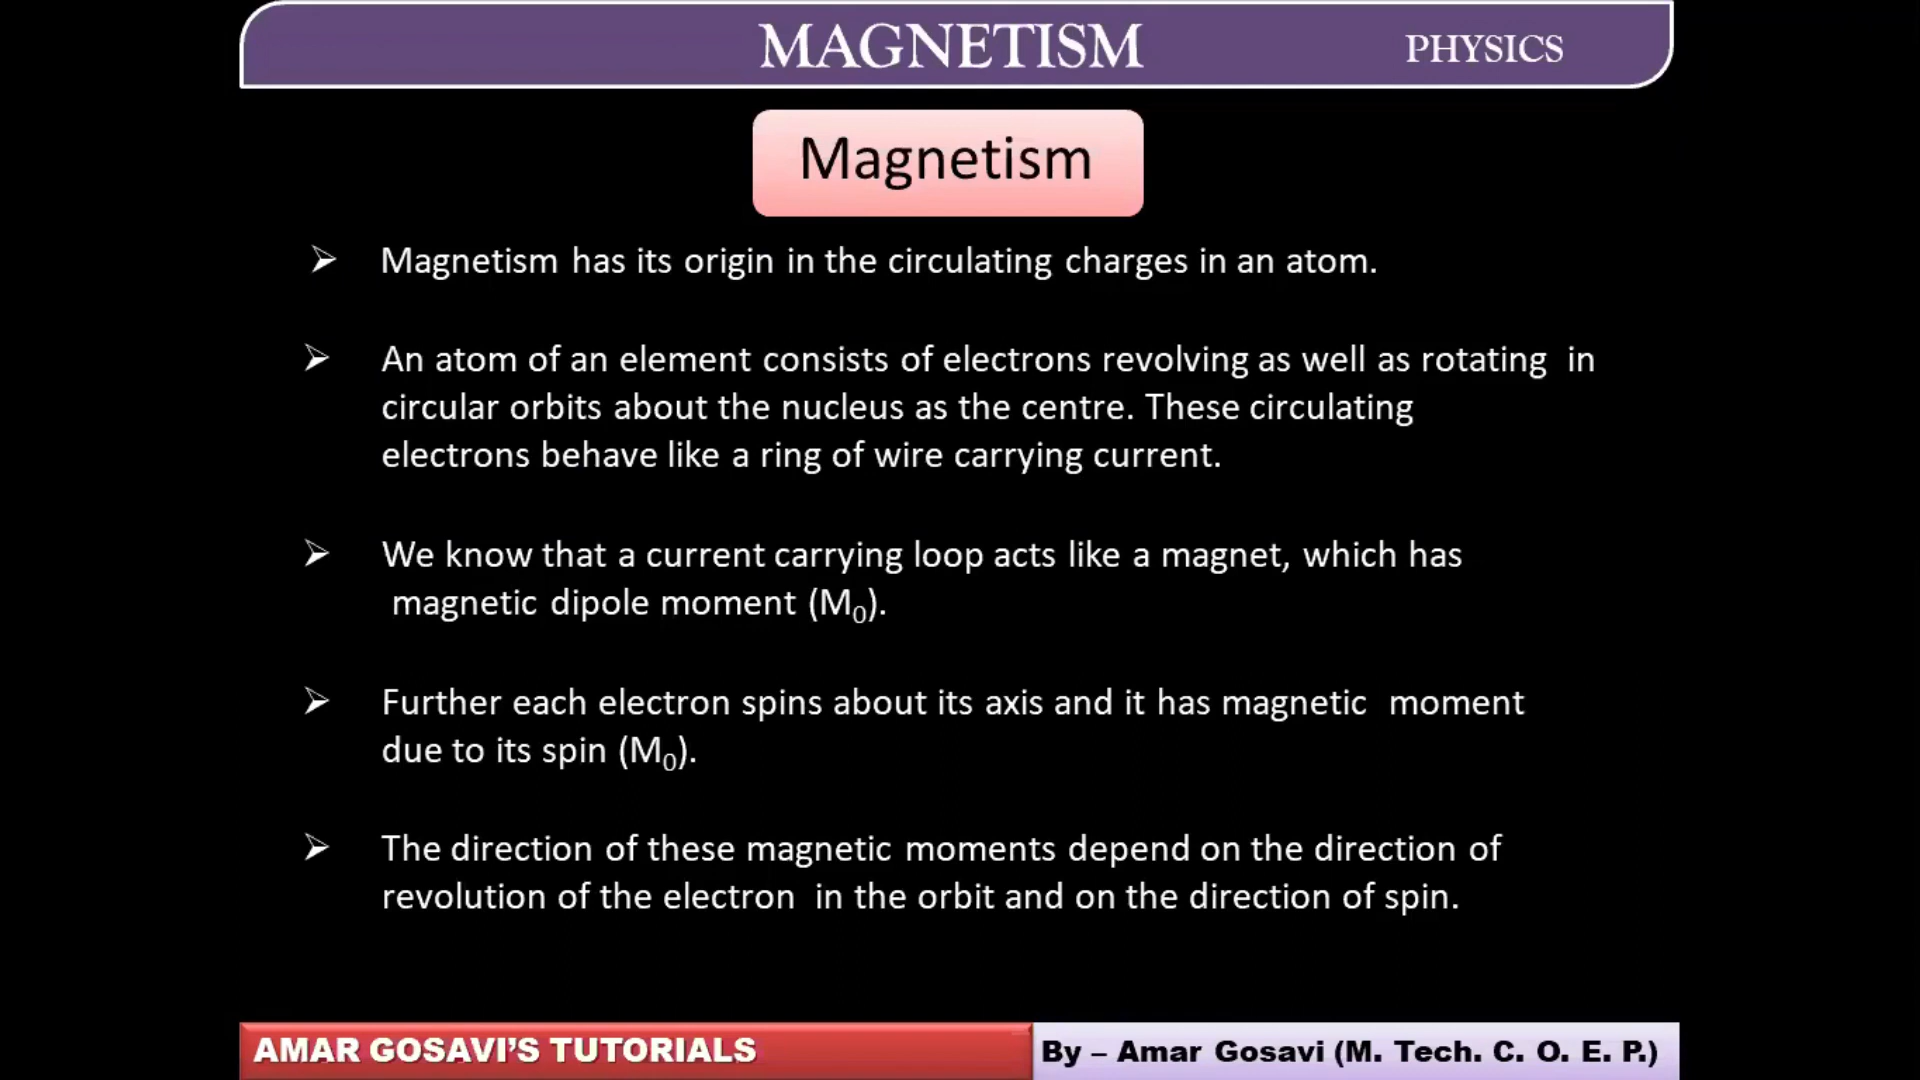 MAGNETISM
PHYSICS
Magnetism
➢ Magnetism has its origin in the circulating charges in an atom.
➢ An atom of an element consists of electrons revolving as well as rotating in
circular orbits about the nucleus as the centre. These circulating
electrons behave like a ring of wire carrying current.
➢ We know that a current carrying loop acts like a magnet, which has
magnetic dipole moment (M₀).
➢ Further each electron spins about its axis and it has magnetic moment
due to its spin (M₀).
➢ The direction of these magnetic moments depend on the direction of
revolution of the electron in the orbit and on the direction of spin.
AMAR GOSAVI'S TUTORIALS
By – Amar Gosavi (M. Tech. C. O. E. P.)